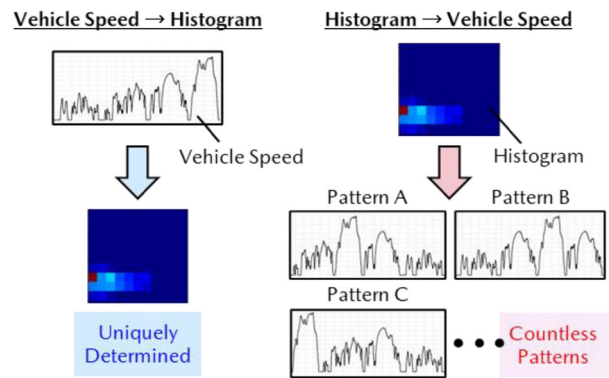 Vehicle Speed → Histogram
Vehicle Speed
Uniquely
Determined
Histogram → Vehicle Speed
Histogram
Pattern A
Pattern B
Pattern C
•••
Countless
Patterns